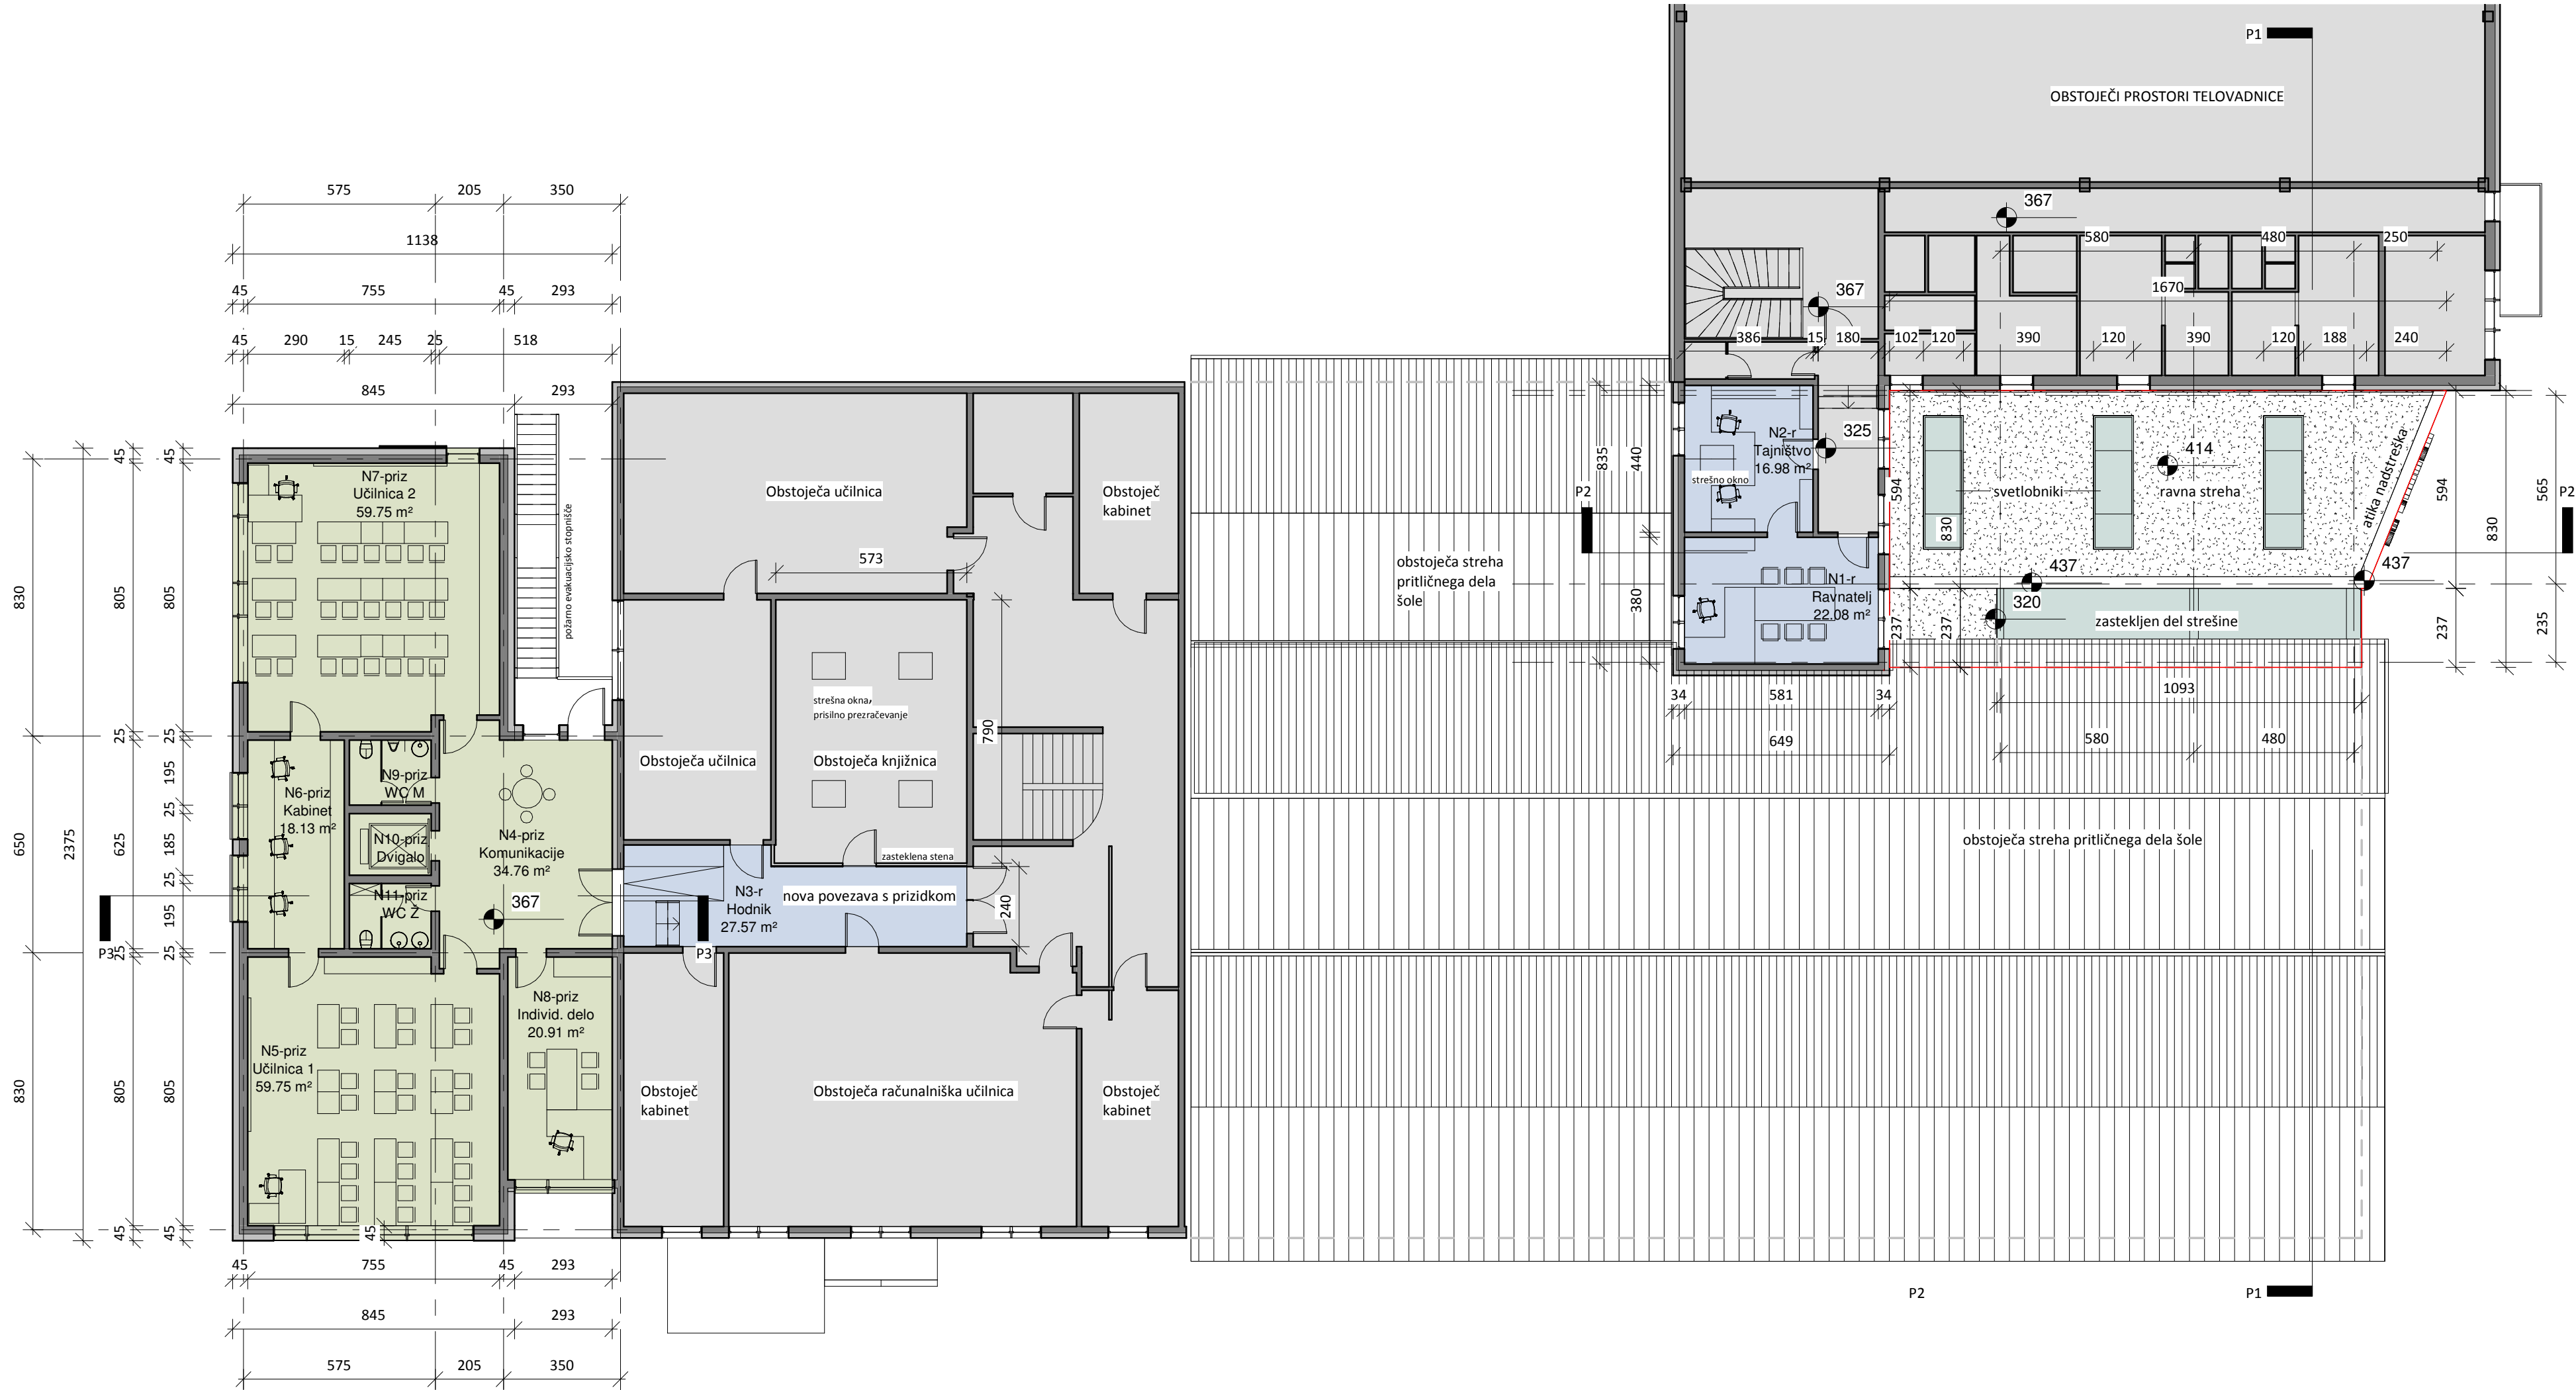 P1
OBSTOJEČI PROSTORI TELOVADNICE
575
205
350
1138
45
755
45
293
45
290
15
245
25
518
845
293
367
580
480
250
367
1670
386
15
180
102
120
390
120
390
120
188
240
830
650
830
2375
45
805
25
625
25
805
45
45
805
25
195
25
185
25
195
25
805
45
N7-priz
Učilnica 2
59.75 m²
požarno evakuacijsko stopnišče
Obstoječa učilnica
573
Obstoječ
kabinet
Obstoječa učilnica
strešna okna,
prisilno prezračevanje
Obstoječa knjižnica
790
zasteklena stena
N6-priz
Kabinet
18.13 m²
N9-priz
WC M
N10-priz
Dvigalo
N11-priz
WC Ž
N4-priz
Komunikacije
34.76 m²
367
N3-r
Hodnik
27.57 m²
nova povezava s prizidkom
240
P3
P3
N5-priz
Učilnica 1
59.75 m²
N8-priz
Individ. delo
20.91 m²
Obstoječ
kabinet
Obstoječa računalniška učilnica
Obstoječ
kabinet
45
45
755
45
293
845
293
575
205
350
obstoječa streha
pritličnega dela
šole
P2
835
440
380
N2-r
Tajništvo
16.98 m²
strešno okno
325
N1-r
Ravnatelj
22.08 m²
594
830
237
237
svetlobniki
414
ravna streha
atika nadstreška
437
437
320
zastekljen del strešine
594
237
830
565
235
P2
34
581
34
649
1093
580
480
obstoječa streha pritličnega dela šole
P2
P1